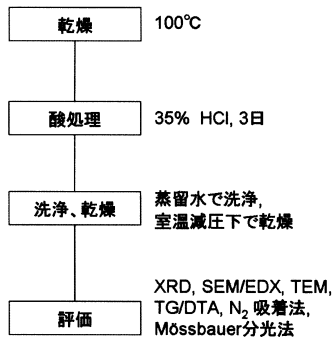 乾燥 100℃
酸処理 35% HCl, 3日
洗浄、乾燥 蒸留水で洗浄,
室温減圧下で乾燥
XRD, SEM/EDX, TEM,
評価 TG/DTA, N₂ 吸着法,
Mössbauer分光法